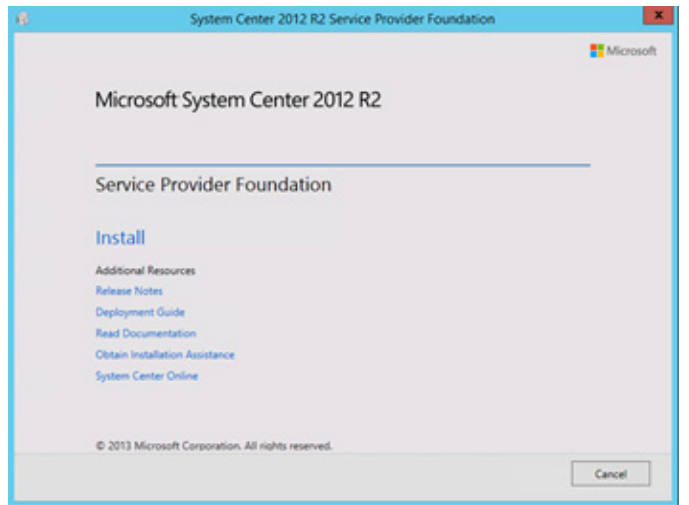 System Center 2012 R2 Service Provider Foundation
x
Microsoft
Microsoft System Center 2012 R2
Service Provider Foundation
Install
Additional Resources
Release Notes
Deployment Guide
Read Documentation
Obtain Installation Assistance
System Center Online
© 2013 Microsoft Corporation. All rights reserved.
Cancel